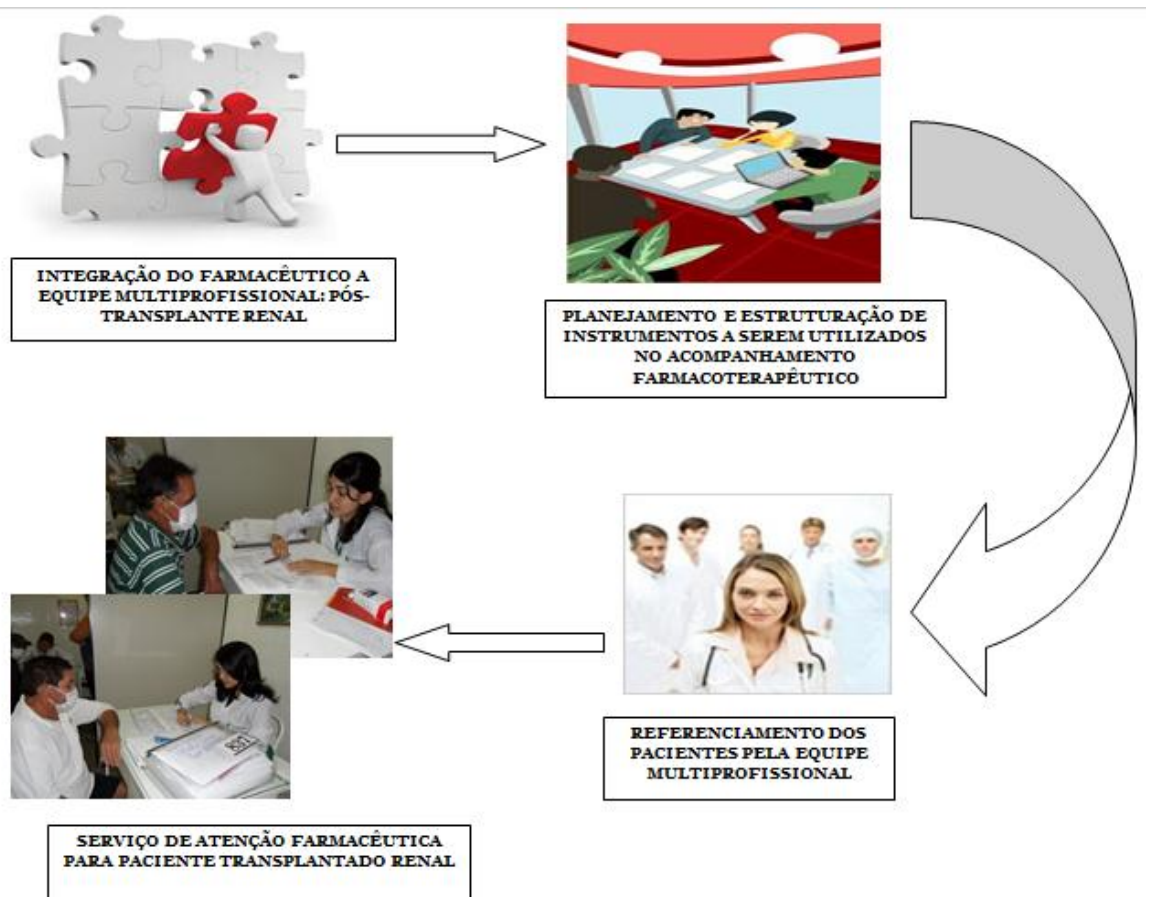 INTEGRAÇÃO DO FARMACÊUTICO A
EQUIPE MULTIPROFISSIONAL: PÓS-
TRANSPLANTE RENAL
PLANEJAMENTO E ESTRUTURAÇÃO DE
INSTRUMENTOS A SEREM UTILIZADOS
NO ACOMPANHAMENTO
FARMACOTERAPÊUTICO
REFERENCIAMENTO DOS
PACIENTES PELA EQUIPE
MULTIPROFISSIONAL
SERVIÇO DE ATENÇÃO FARMACÊUTICA
PARA PACIENTE TRANSPLANTADO RENAL